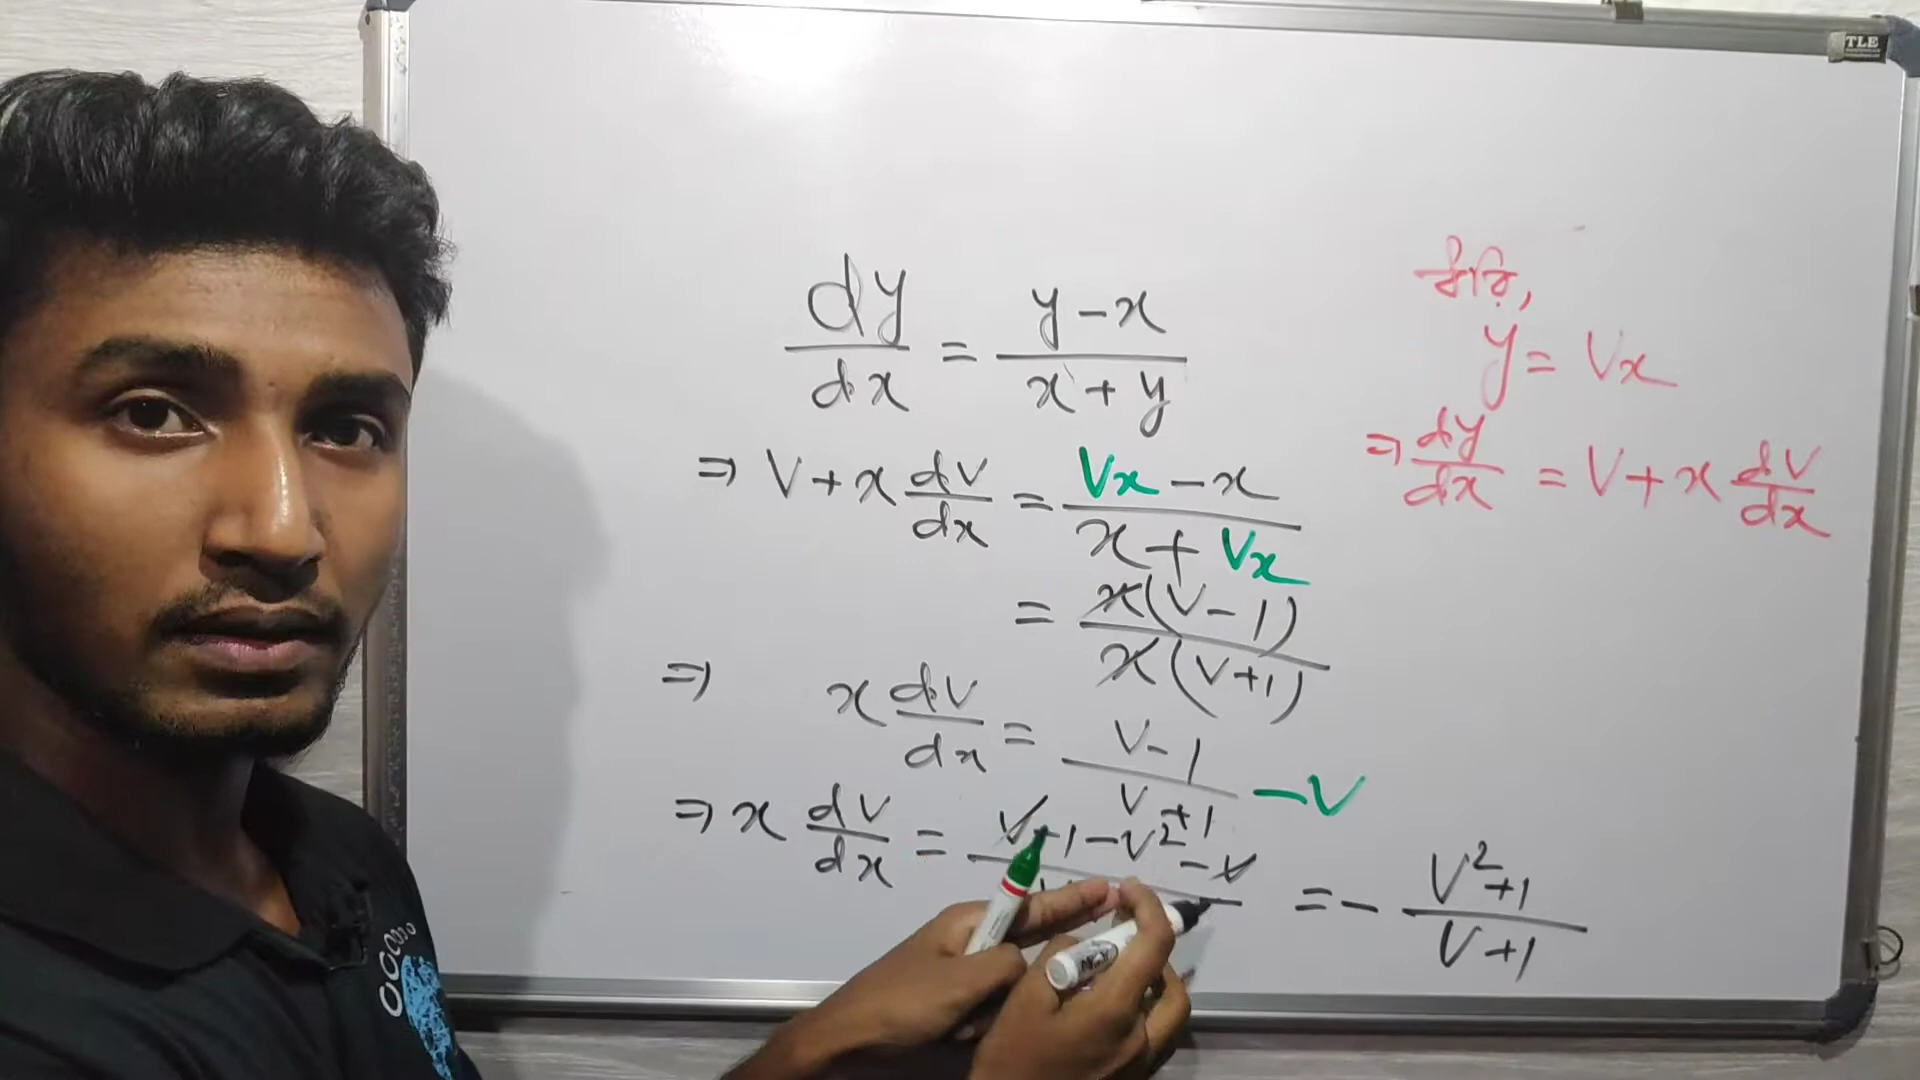 dy/dx = (y-x)/(x+y)
⇒ V+x dV/dx = (Vx-x)/(x+Vx)
= x(V-1)/x(V+1)
⇒ x dV/dx = (V-1)/(V+1) -V
⇒ x dV/dx = (V-1-V²-V)/
= - (V²+1)/(V+1)
ধরি,
y = Vx
⇒ dy/dx = V+x dV/dx
TLE